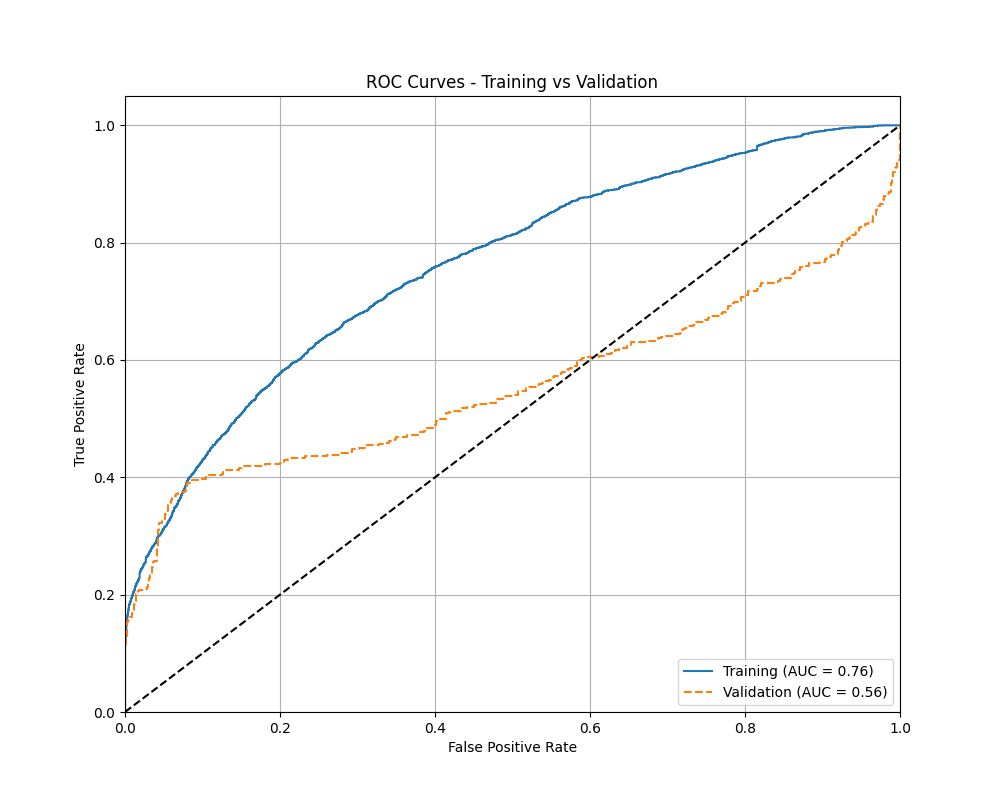 ROC Curves - Training vs Validation
1.0
0.8
0.6
0.4
0.2
0.0
True Positive Rate
0.0 0.2 0.4 0.6 0.8 1.0
False Positive Rate
Training (AUC = 0.76)
Validation (AUC = 0.56)